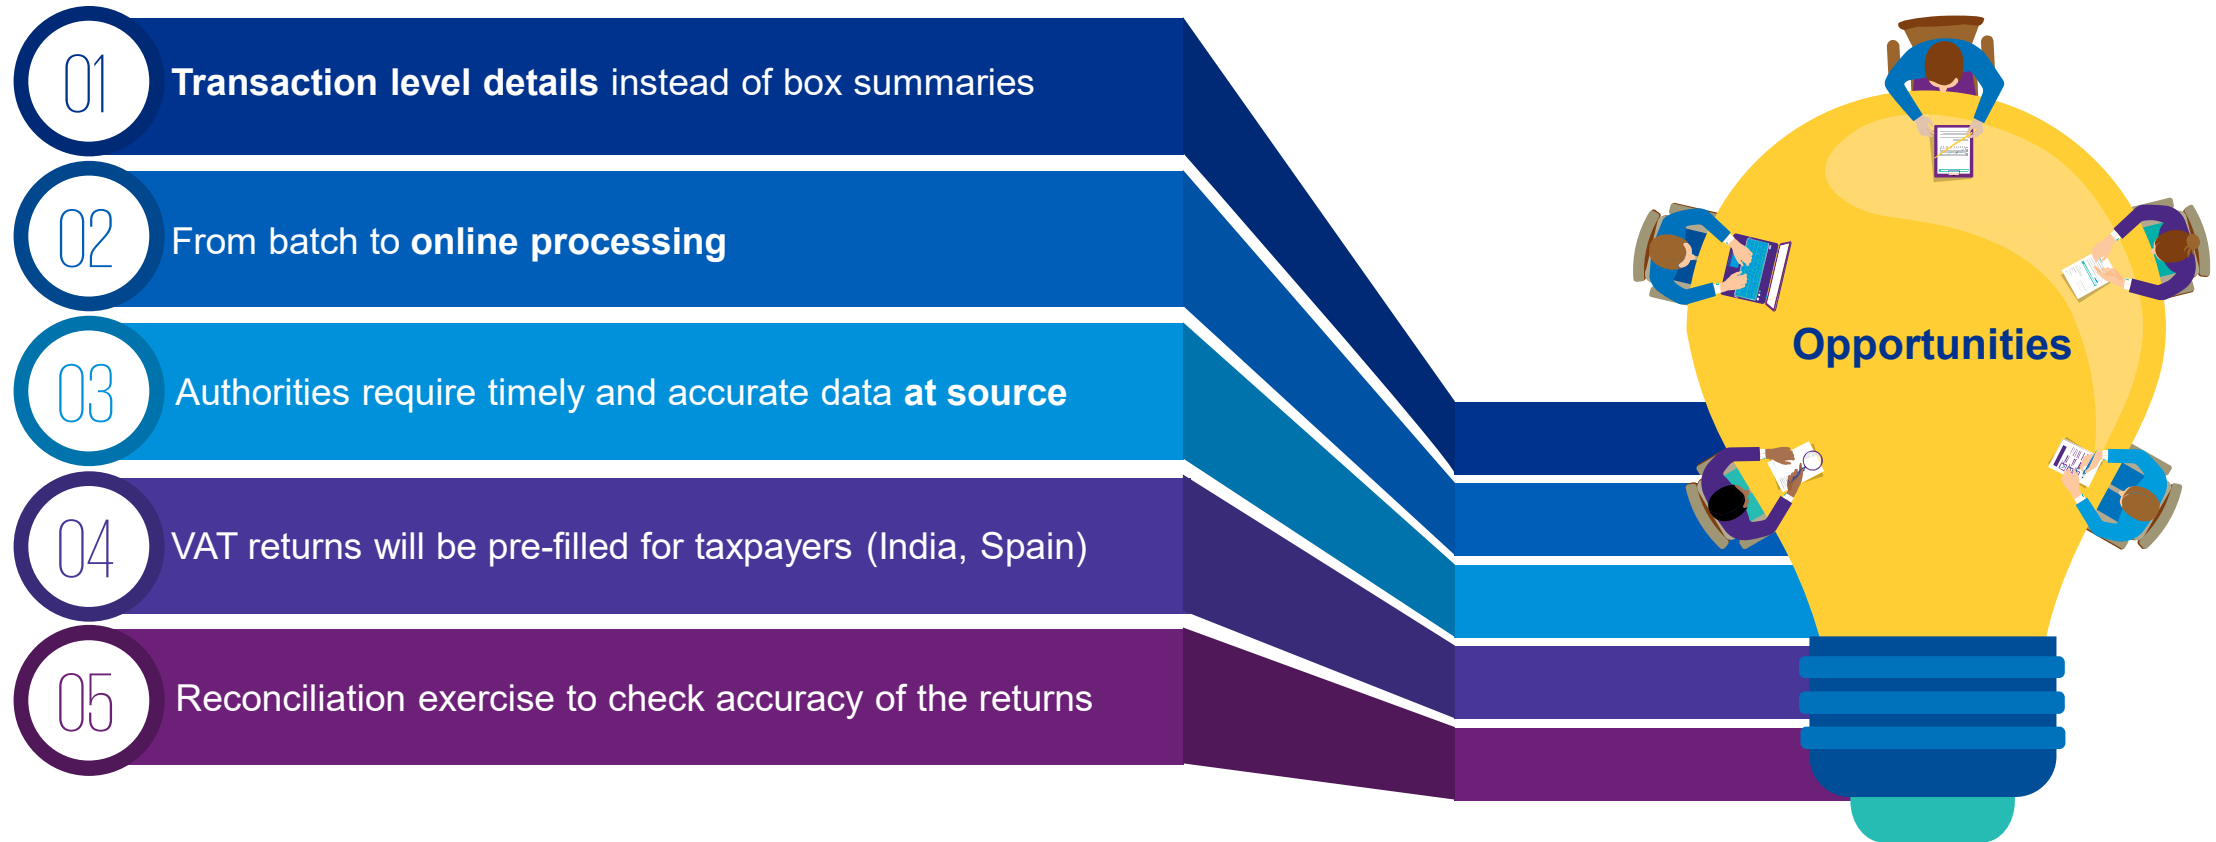 01
Transaction level details instead of box summaries
02
From batch to online processing
03
Authorities require timely and accurate data at source
04
VAT returns will be pre-filled for taxpayers (India, Spain)
05
Reconciliation exercise to check accuracy of the returns
Opportunities